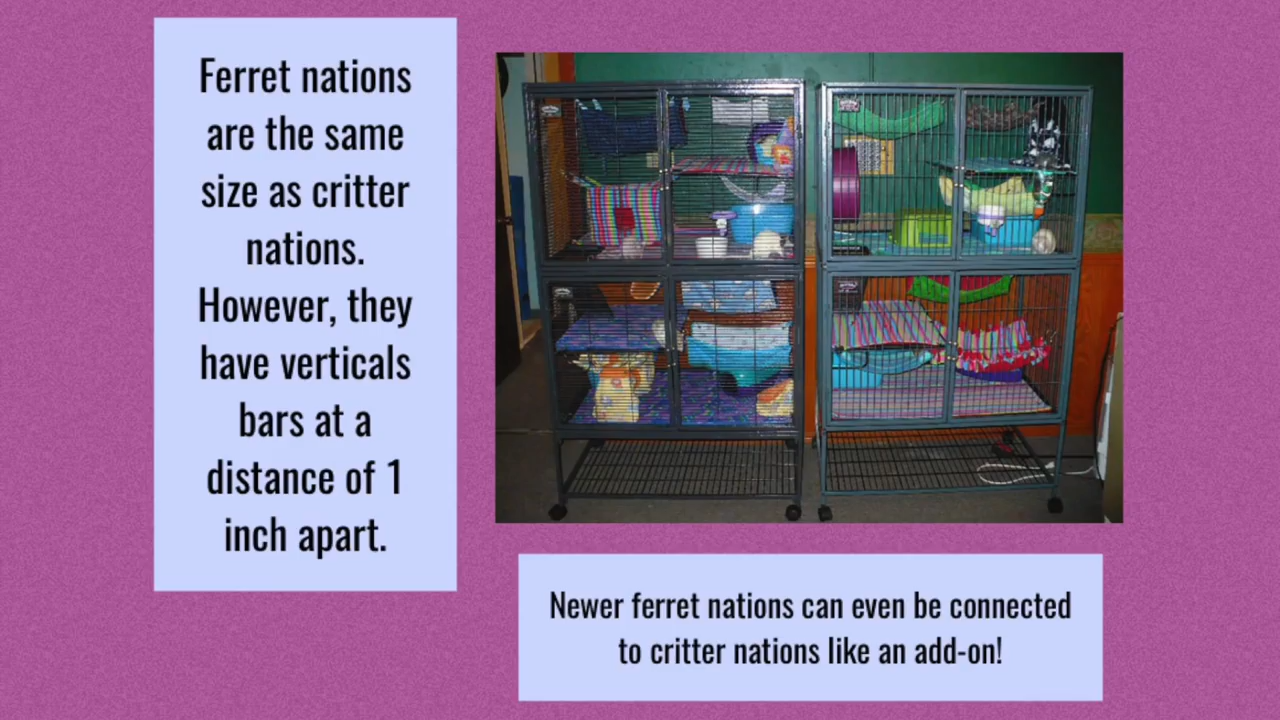 Ferret nations
are the same
size as critter
nations.
However, they
have verticals
bars at a
distance of 1
inch apart.
Newer ferret nations can even be connected
to critter nations like an add-on!